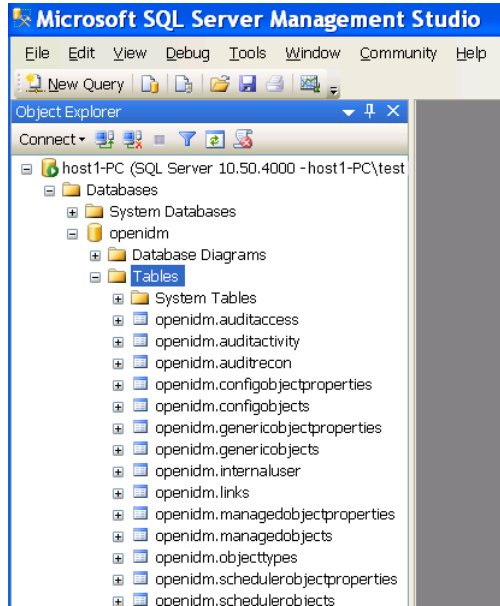 Microsoft SQL Server Management Studio
File Edit View Debug Tools Window Community Help
New Query
Object Explorer
Connect
host1-PC (SQL Server 10.50.4000 -host1-PC\test
Databases
System Databases
openidm
Database Diagrams
Tables
System Tables
openidm.auditaccess
openidm.auditactivity
openidm.auditrecon
openidm.configobjectproperties
openidm.configobjects
openidm.genericobjectproperties
openidm.genericobjects
openidm.internaluser
openidm.links
openidm.managedobjectproperties
openidm.managedobjects
openidm.objecttypes
openidm.schedulerobjectproperties
openidm.schedulerobjects